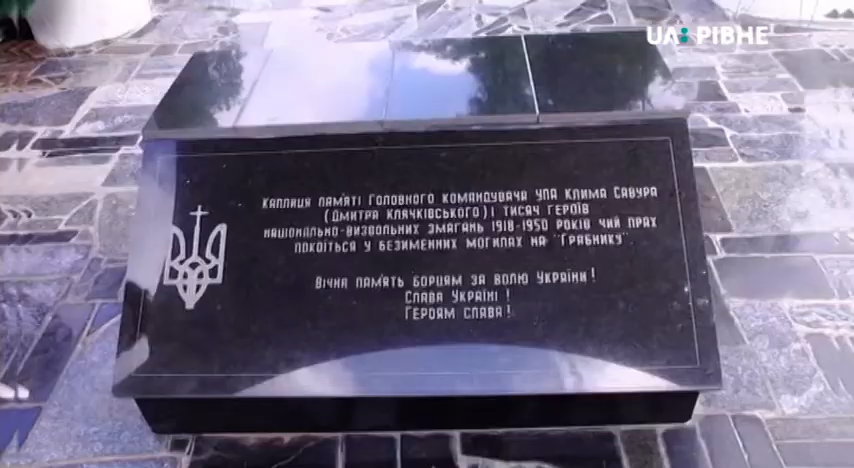 UA: РІВНЕ
Каплиця пам'яті Головного командувача УПА Клима Савура
(Дмитра Клячківського) і тисяч героїв
національно-визвольних змагань 1918-1950 років чий прах
покоїться у безименних могилах на "Грабнику"
Вічна пам'ять борцям за волю України!
Слава Україні!
Героям слава!